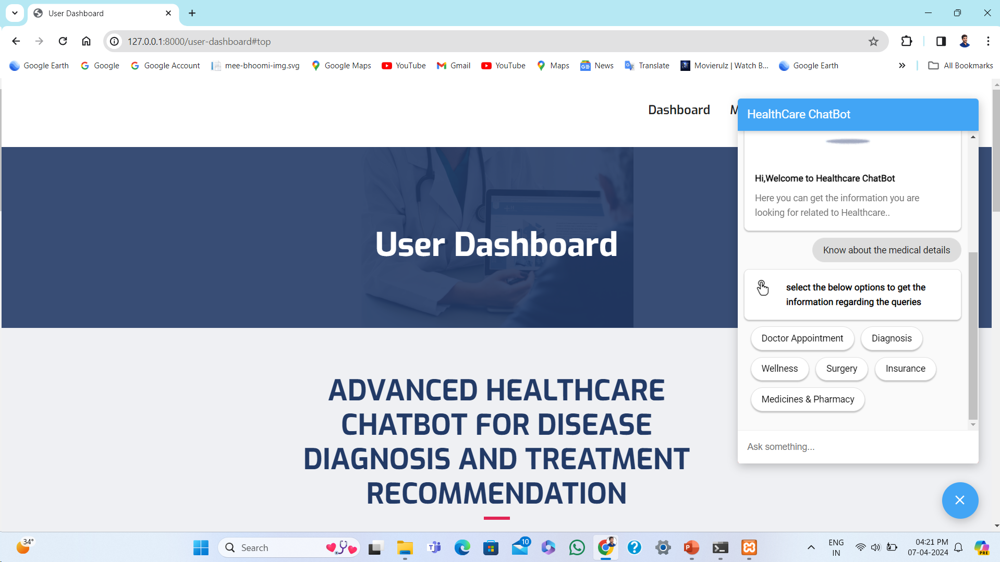 User Dashboard
127.0.0.1:8000/user-dashboard#top
Google Earth
Google
Google Account
mee-bhoomi-img.svg
Google Maps
YouTube
Gmail
YouTube
Maps
News
Translate
Movierulz | Watch B...
Google Earth
All Bookmarks
Dashboard
M
HealthCare ChatBot
Hi,Welcome to Healthcare ChatBot
Here you can get the information you are
looking for related to Healthcare..
Know about the medical details
select the below options to get the
information regarding the queries
Doctor Appointment
Diagnosis
Wellness
Surgery
Insurance
Medicines & Pharmacy
Ask something...
User Dashboard
ADVANCED HEALTHCARE
CHATBOT FOR DISEASE
DIAGNOSIS AND TREATMENT
RECOMMENDATION
34°
Search
10
ENG
IN
04:21 PM
07-04-2024
PRE